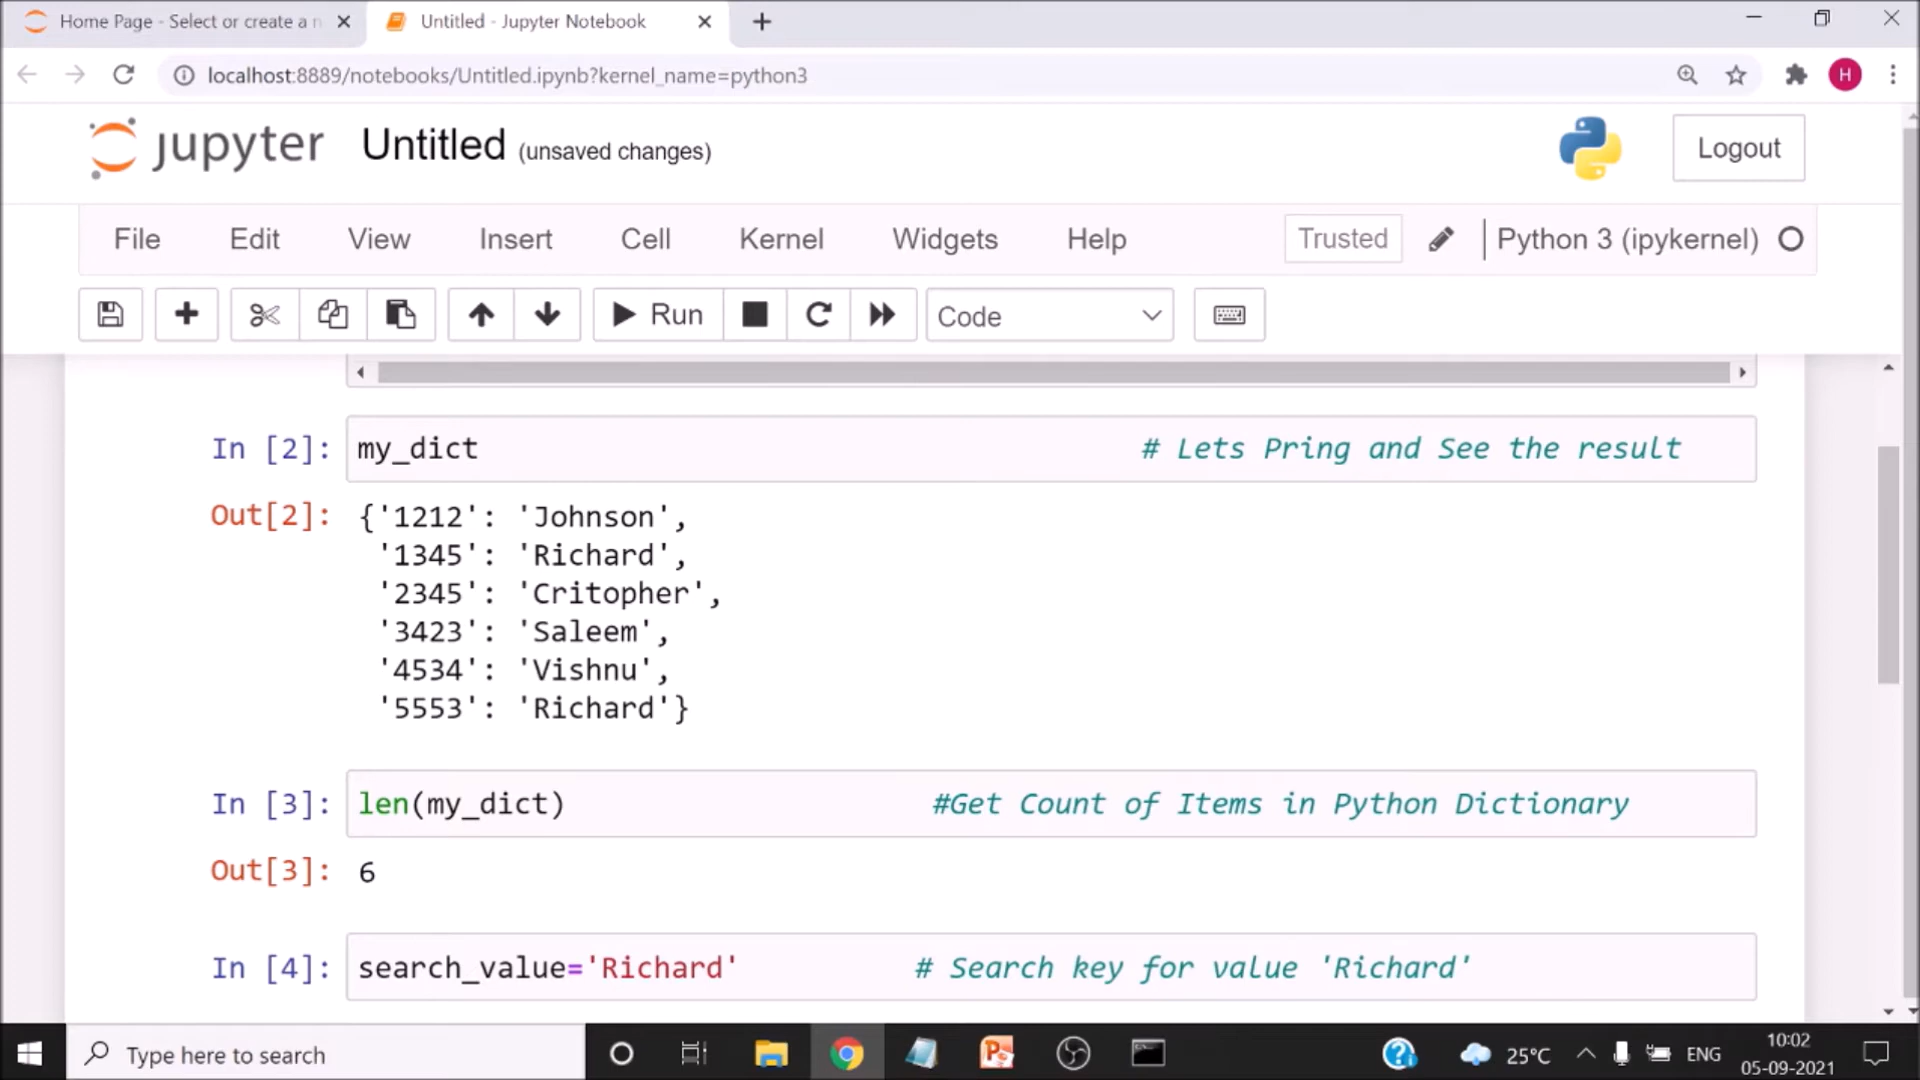 Home Page - Select or create a n
Untitled - Jupyter Notebook
localhost:8889/notebooks/Untitled.ipynb?kernel_name=python3
H
jupyter Untitled (unsaved changes)
Logout
File Edit View Insert Cell Kernel Widgets Help Trusted Python 3 (ipykernel)
Run Code
In [2]: my_dict # Lets Pring and See the result
Out[2]: {'1212': 'Johnson',
'1345': 'Richard',
'2345': 'Critopher',
'3423': 'Saleem',
'4534': 'Vishnu',
'5553': 'Richard'}
In [3]: len(my_dict) #Get Count of Items in Python Dictionary
Out[3]: 6
In [4]: search_value='Richard' # Search key for value 'Richard'
Type here to search
25°C
ENG
10:02
05-09-2021